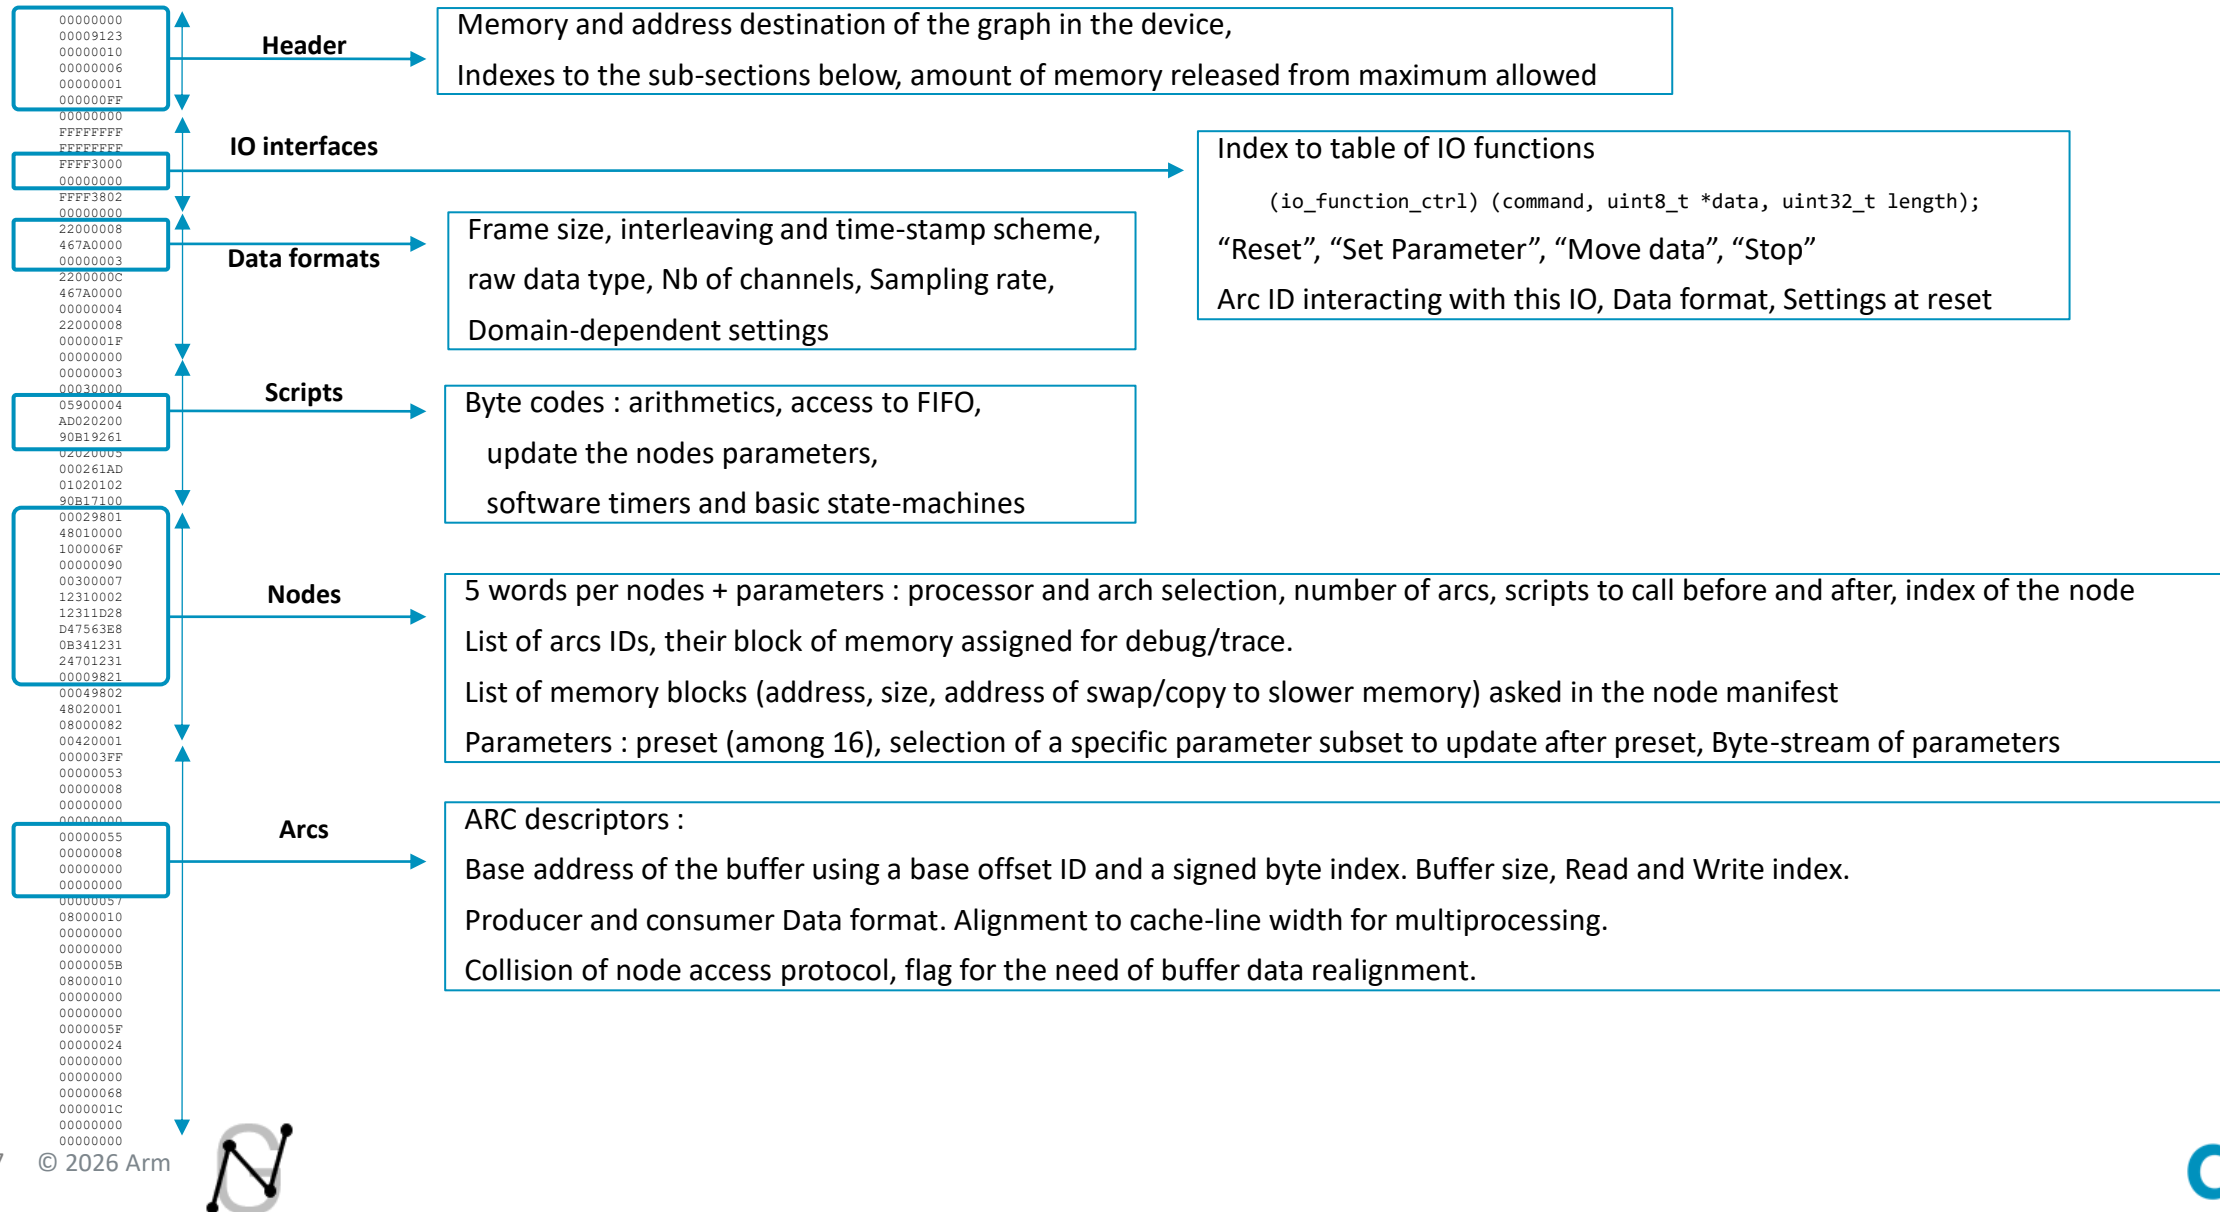 00000000
00009123
00000010
00000006
00000001
000000FF
00000000
FFFFFFFF
FFFFFFFF
FFFF3000
00000000
FFFF3802
00000000
22000008
467A0000
00000003
2200000C
467A0000
00000004
22000008
0000001F
00000000
00000003
00030000
05900004
AD020200
90B19261
02020005
000261AD
01020102
90B17100
00029801
48010000
1000006F
00000090
00300007
12310002
12311D28
D47563E8
0B341231
24701231
00009821
00049802
48020001
08000082
00420001
000003FF
00000053
00000008
00000000
00000000
00000055
00000008
00000000
00000000
00000057
08000010
00000000
00000000
0000005B
08000010
00000000
00000000
0000005F
00000024
00000000
00000000
00000068
0000001C
00000000
00000000
Header
Memory and address destination of the graph in the device,
Indexes to the sub-sections below, amount of memory released from maximum allowed
IO interfaces
Index to table of IO functions
(io_function_ctrl) (command, uint8_t *data, uint32_t length);
“Reset”, “Set Parameter”, “Move data”, “Stop”
Arc ID interacting with this IO, Data format, Settings at reset
Data formats
Frame size, interleaving and time-stamp scheme,
raw data type, Nb of channels, Sampling rate,
Domain-dependent settings
Scripts
Byte codes : arithmetics, access to FIFO,
update the nodes parameters,
software timers and basic state-machines
Nodes
5 words per nodes + parameters : processor and arch selection, number of arcs, scripts to call before and after, index of the node
List of arcs IDs, their block of memory assigned for debug/trace.
List of memory blocks (address, size, address of swap/copy to slower memory) asked in the node manifest
Parameters : preset (among 16), selection of a specific parameter subset to update after preset, Byte-stream of parameters
Arcs
ARC descriptors :
Base address of the buffer using a base offset ID and a signed byte index. Buffer size, Read and Write index.
Producer and consumer Data format. Alignment to cache-line width for multiprocessing.
Collision of node access protocol, flag for the need of buffer data realignment.
© 2026 Arm